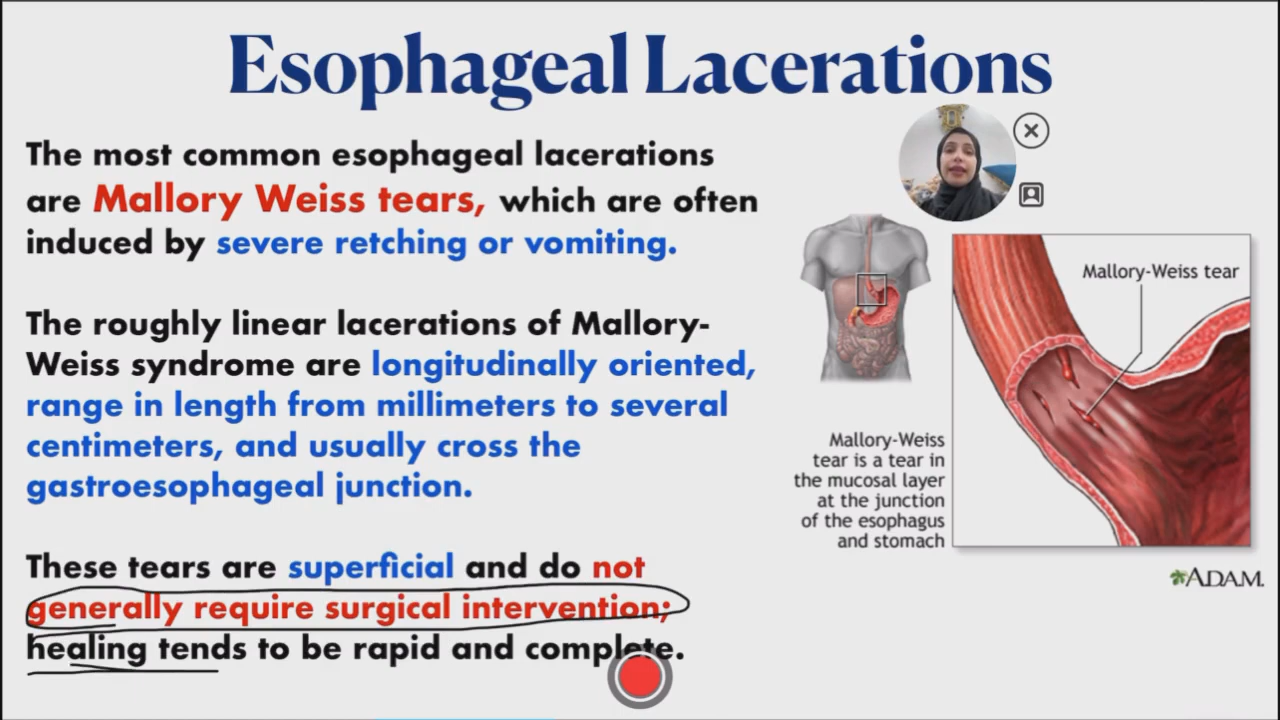 Esophageal Lacerations
The most common esophageal lacerations
are Mallory Weiss tears, which are often
induced by severe retching or vomiting.
The roughly linear lacerations of Mallory-
Weiss syndrome are longitudinally oriented,
range in length from millimeters to several
centimeters, and usually cross the
gastroesophageal junction.
These tears are superficial and do not
generally require surgical intervention;
healing tends to be rapid and complete.
Mallory-Weiss tear
Mallory-Weiss
tear is a tear in
the mucosal layer
at the junction
of the esophagus
and stomach
ADAM.